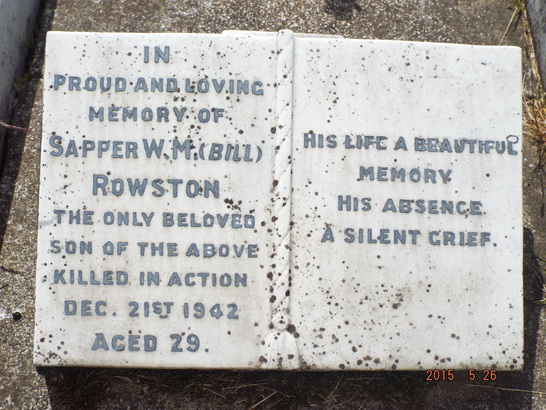 IN
PROUD AND LOVING
MEMORY OF
SAPPER W.M. (BILL)
ROWSTON
THE ONLY BELOVED
SON OF THE ABOVE
KILLED IN ACTION
DEC. 21ST 1942
AGED 29.
HIS LIFE A BEAUTIFUL
MEMORY
HIS ABSENCE
A SILENT GRIEF.
2015. 5.26